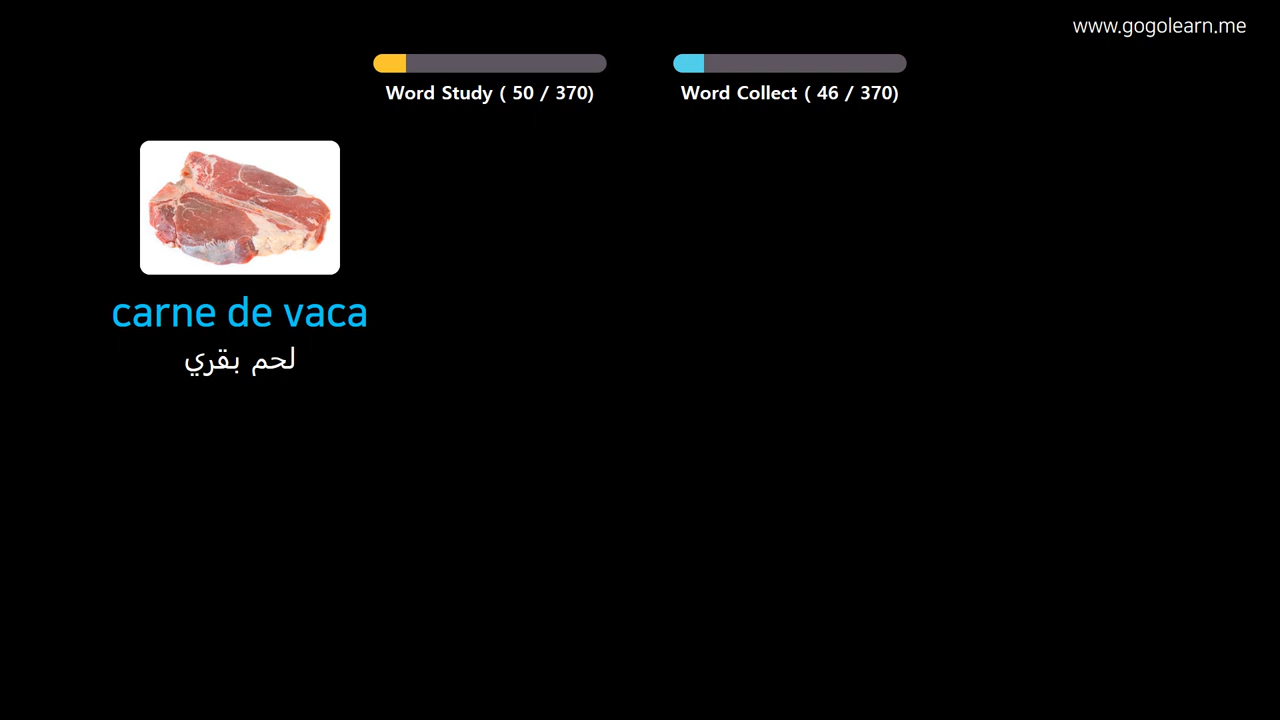 www.gogolearn.me
Word Study ( 50 / 370)
Word Collect ( 46 / 370)
carne de vaca
لحم بقري